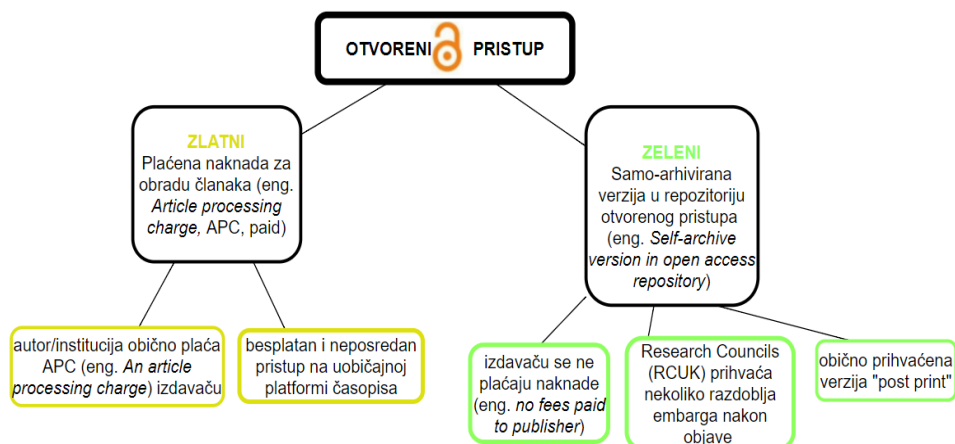 OTVORENI PRISTUP
ZLATNI
Plaćena naknada za
obradu članaka (eng.
Article processing
charge, APC, paid)
ZELENI
Samo-arhivirana
verzija u repozitoriju
otvorenog pristupa
(eng. Self-archive
version in open access
repository)
autor/institucija obično plaća
APC (eng. An article
processing charge) izdavaču
besplatan i neposredan
pristup na uobičajnoj
platformi časopisa
izdavaču se ne
plaćaju naknade
(eng. no fees paid
to publisher)
Research Councils
(RCUK) prihvaća
nekoliko razdoblja
embarga nakon
objave
obično prihvaćena
verzija "post print"